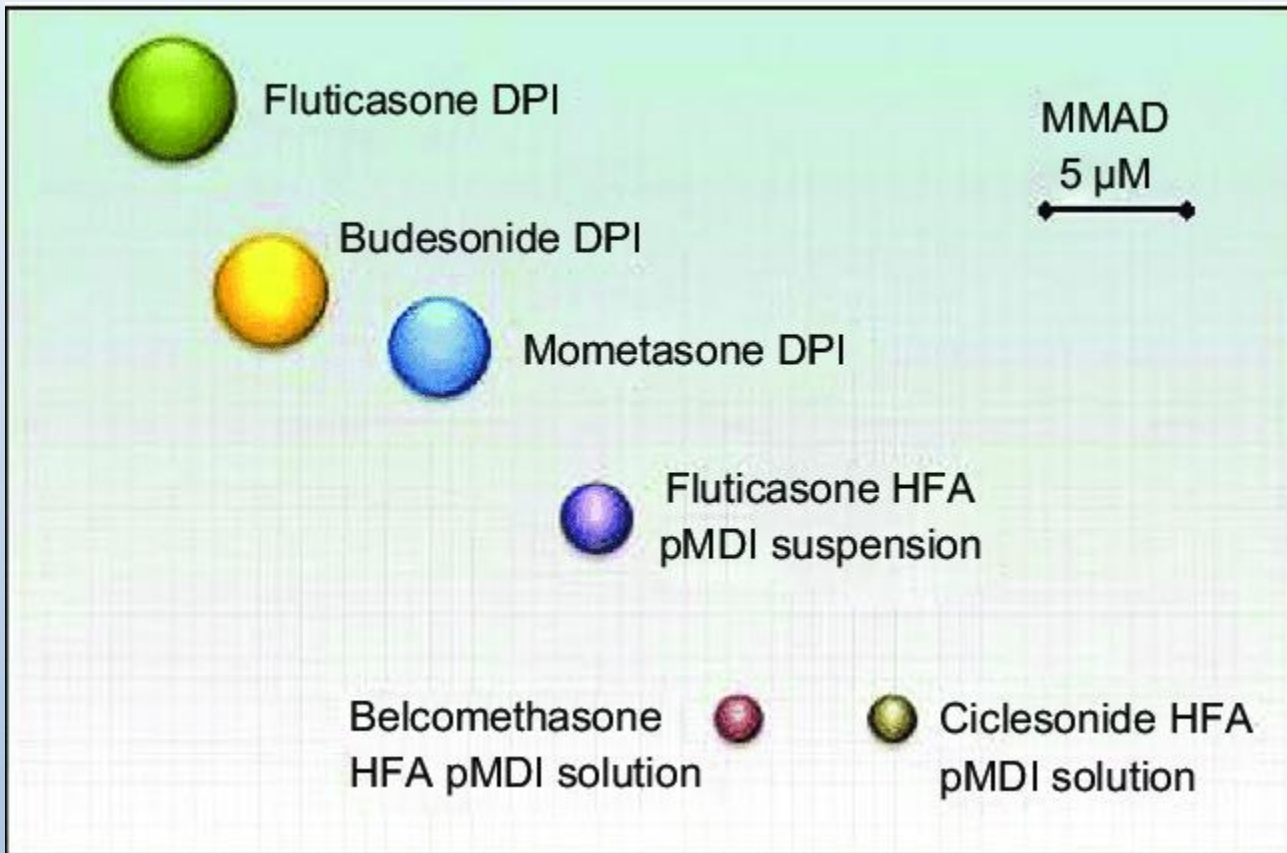 Fluticasone DPI
MMAD
5 µM
Budesonide DPI
Mometasone DPI
Fluticasone HFA
pMDI suspension
Belcomethasone
HFA pMDI solution
Ciclesonide HFA
pMDI solution